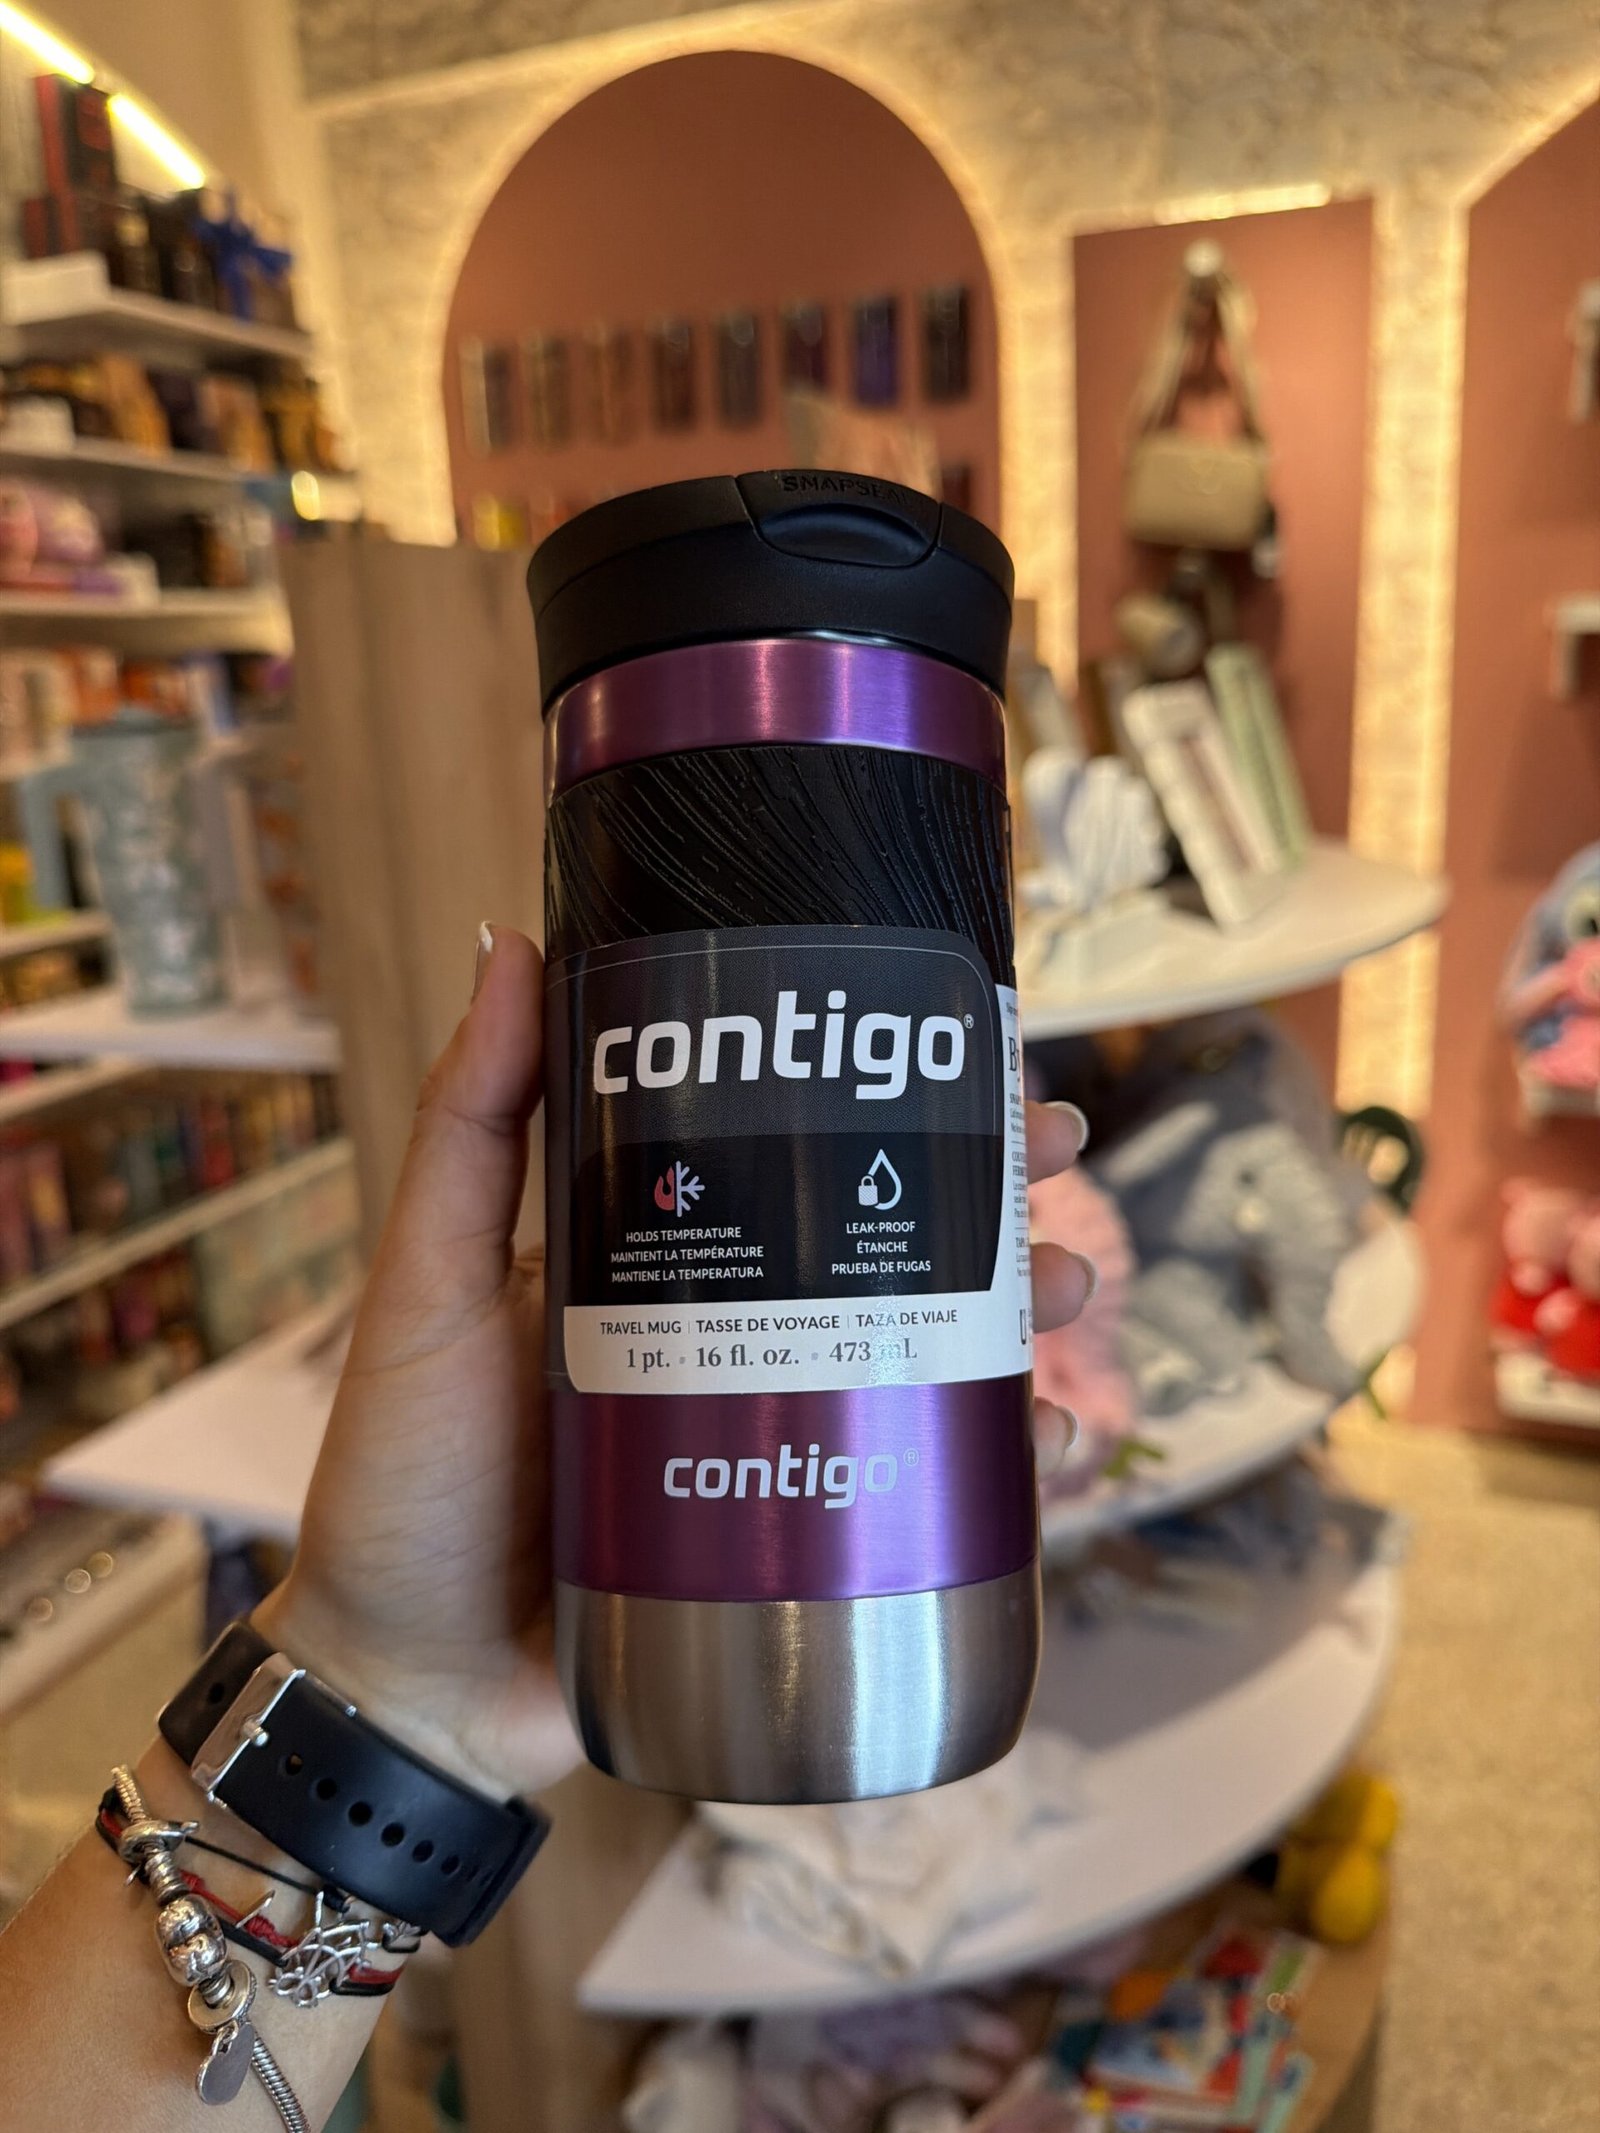 SNAPSEAL
contigo®
HOLDS TEMPERATURE
MAINTIENT LA TEMPÉRATURE
MANTIENE LA TEMPERATURA
LEAK-PROOF
ÉTANCHE
PRUEBA DE FUGAS
TRAVEL MUG | TASSE DE VOYAGE | TAZA DE VIAJE
1 pt. • 16 fl. oz. • 473 mL
contigo®